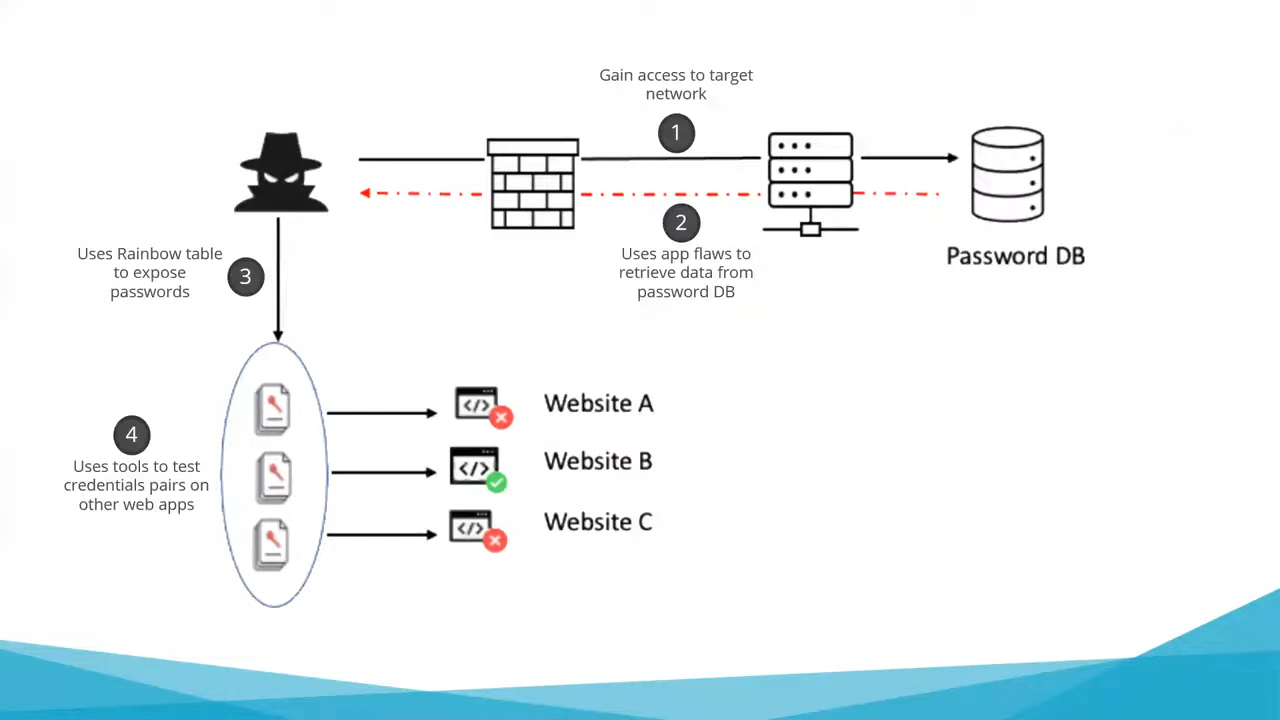 Gain access to target
network
1
2
Uses app flaws to
retrieve data from
password DB
Password DB
Uses Rainbow table
to expose
passwords
3
4
Uses tools to test
credentials pairs on
other web apps
</> Website A
</> Website B
</> Website C